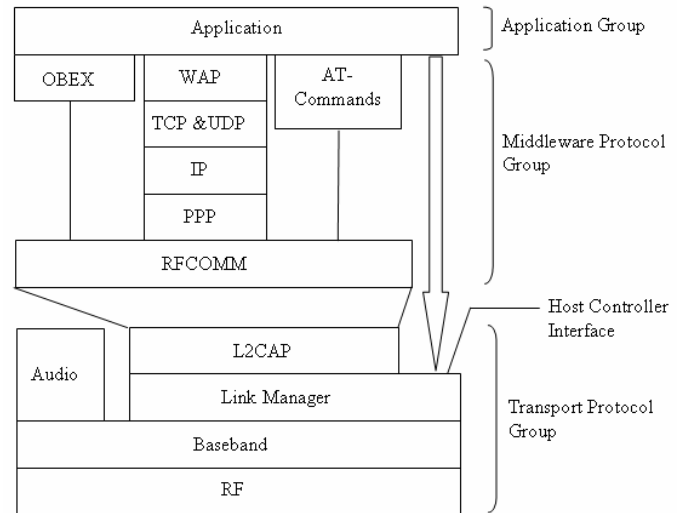 Application
Application Group
OBEX
WAP
AT-
Commands
TCP &UDP
IP
PPP
Middleware Protocol
Group
RFCOMM
Host Controller
Interface
L2CAP
Audio
Link Manager
Transport Protocol
Group
Baseband
RF